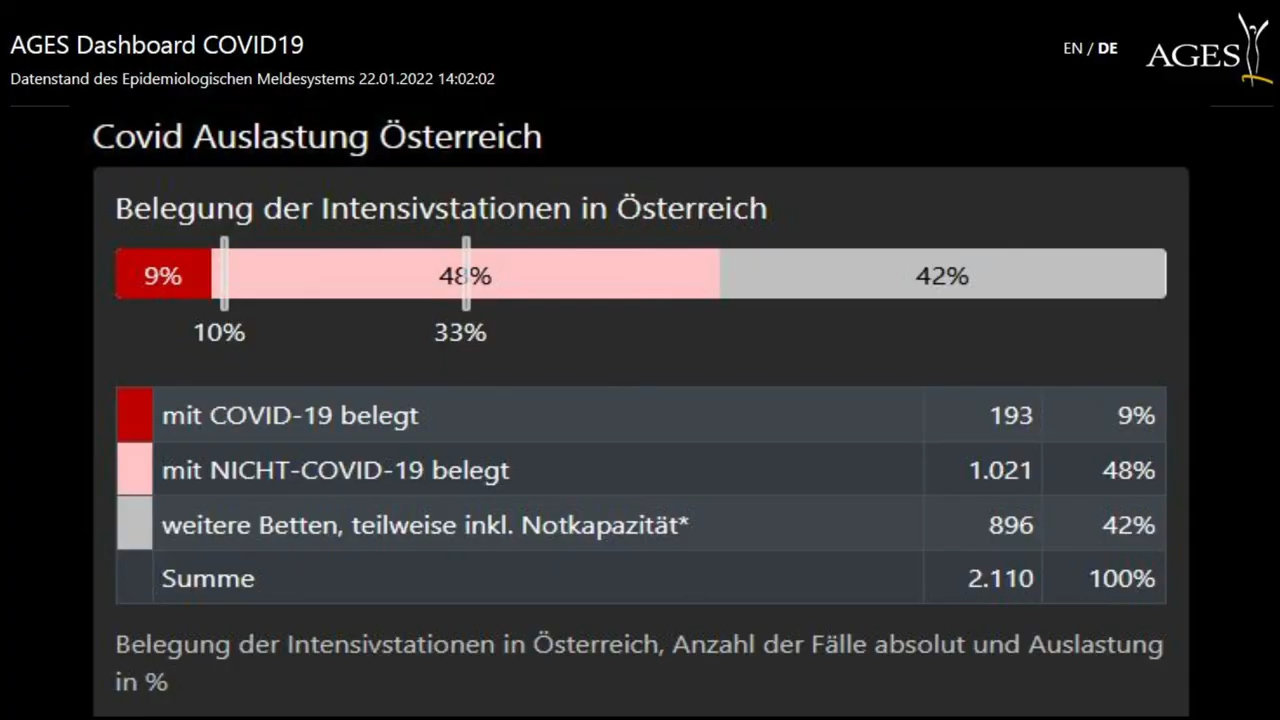 AGES Dashboard COVID19
EN / DE
AGES
Datenstand des Epidemiologischen Meldesystems 22.01.2022 14:02:02
Covid Auslastung Österreich
Belegung der Intensivstationen in Österreich
9% 48% 42%
10% 33%
mit COVID-19 belegt 193 9%
mit NICHT-COVID-19 belegt 1.021 48%
weitere Betten, teilweise inkl. Notkapazität* 896 42%
Summe 2.110 100%
Belegung der Intensivstationen in Österreich, Anzahl der Fälle absolut und Auslastung
in %